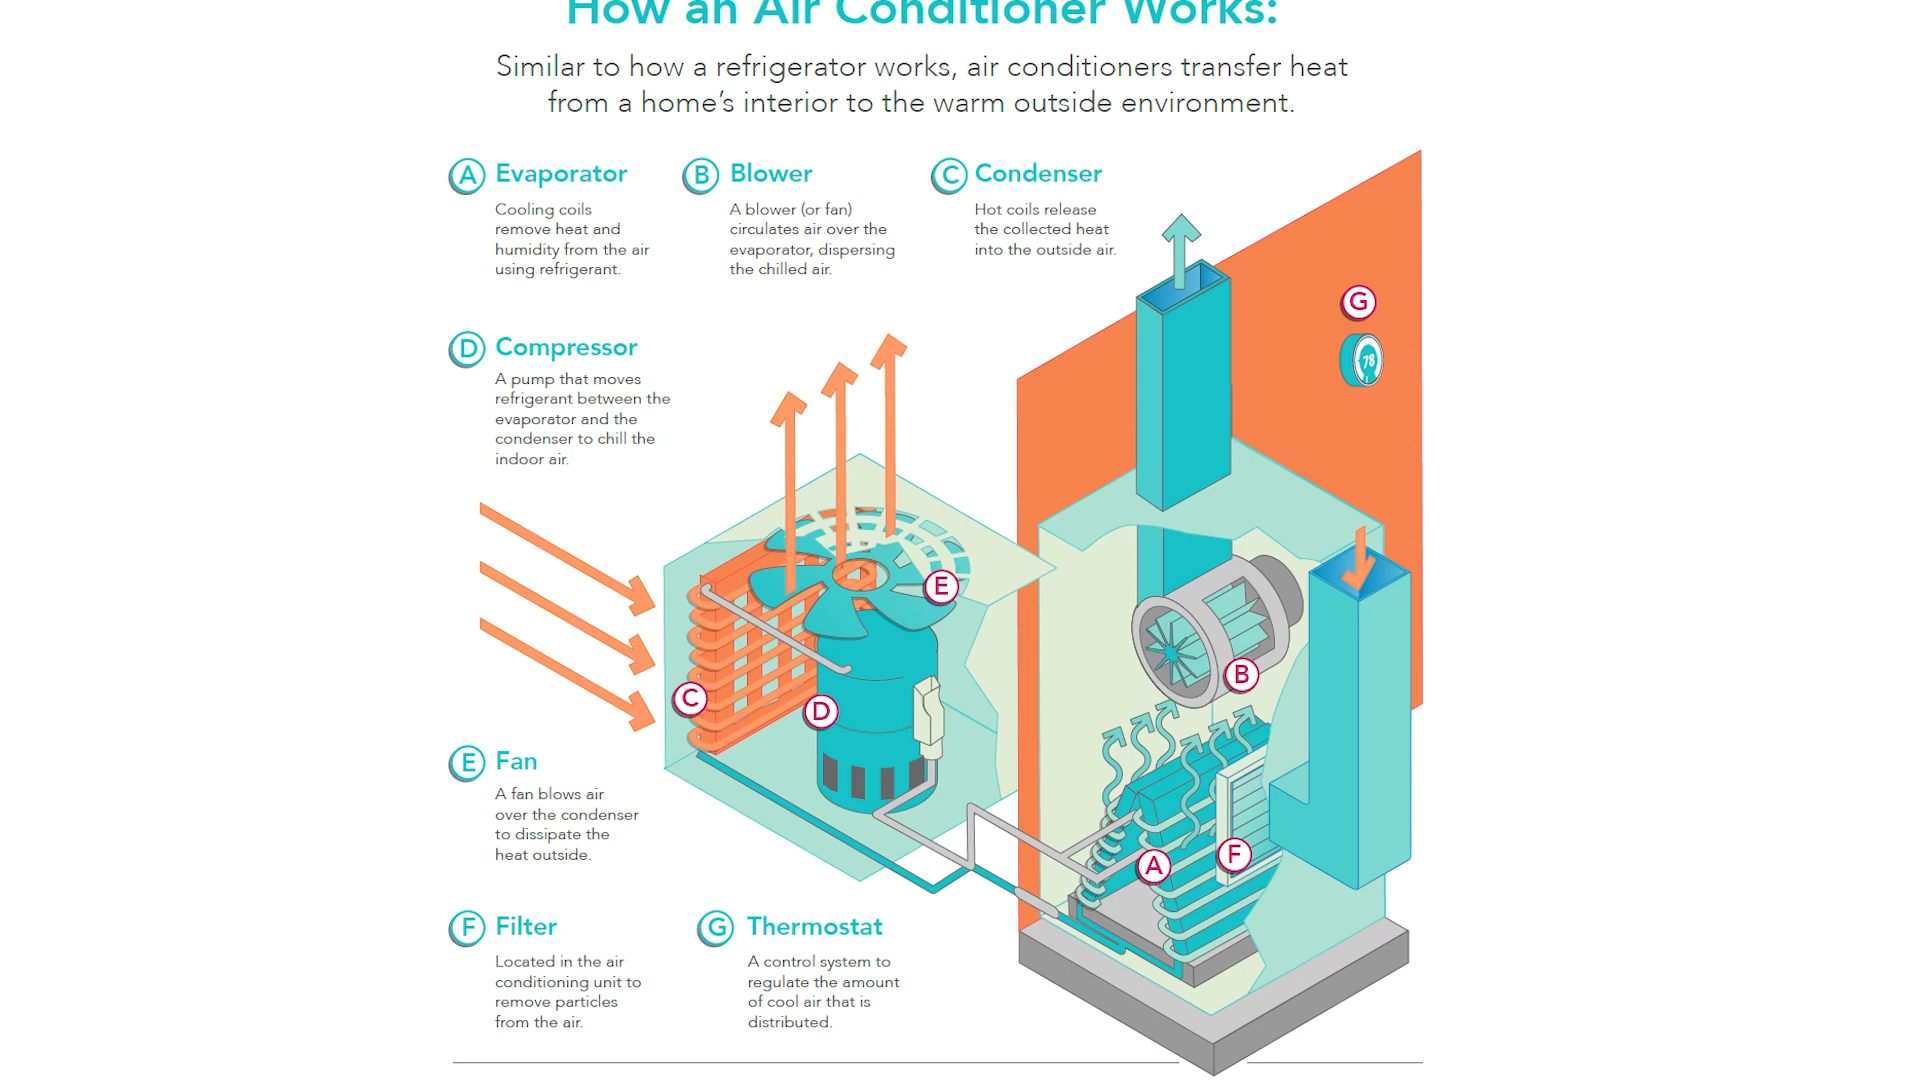 How an Air Conditioner Works:
Similar to how a refrigerator works, air conditioners transfer heat
from a home's interior to the warm outside environment.
A Evaporator
Cooling coils
remove heat and
humidity from the air
using refrigerant.
B Blower
A blower (or fan)
circulates air over the
evaporator, dispersing
the chilled air.
C Condenser
Hot coils release
the collected heat
into the outside air.
D Compressor
A pump that moves
refrigerant between the
evaporator and the
condenser to chill the
indoor air.
G
78
E
B
C
D
A
F
E Fan
A fan blows air
over the condenser
to dissipate the
heat outside.
F Filter
Located in the air
conditioning unit to
remove particles
from the air.
G Thermostat
A control system to
regulate the amount
of cool air that is
distributed.